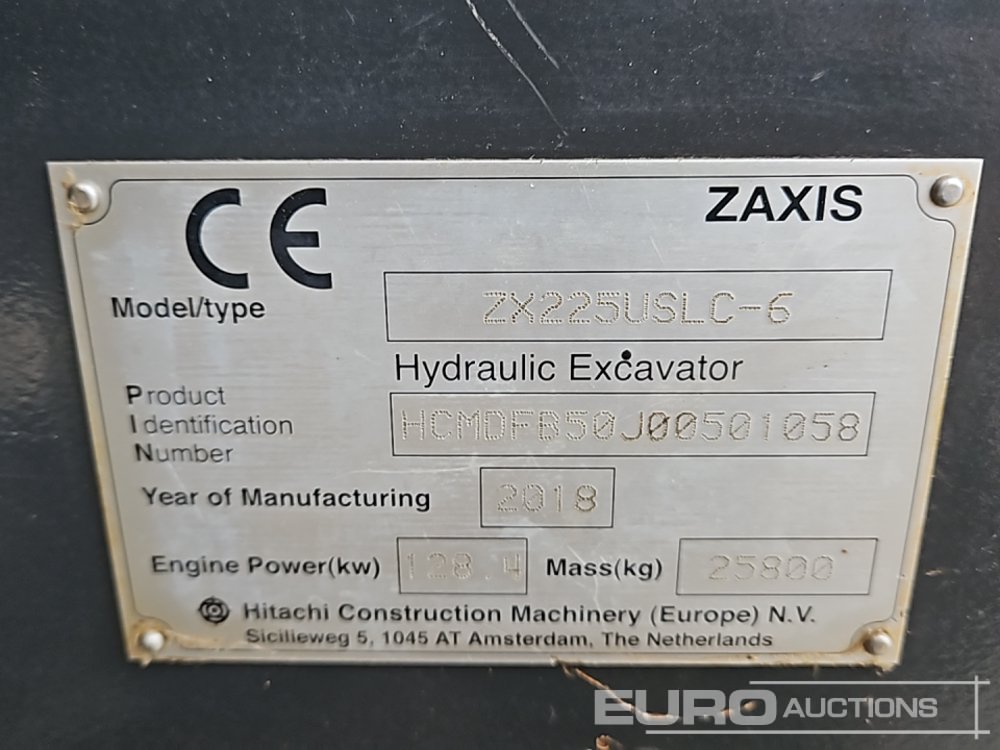 CE ZAXIS
Model/type ZX225USLC-6
Hydraulic Excavator
Product
Identification HCMDFB50J00501058
Number
Year of Manufacturing 2018
Engine Power(kw) 128.4 Mass(kg) 25800
Hitachi Construction Machinery (Europe) N.V.
Sicilieweg 5, 1045 AT Amsterdam, The Netherlands
EURO AUCTIONS